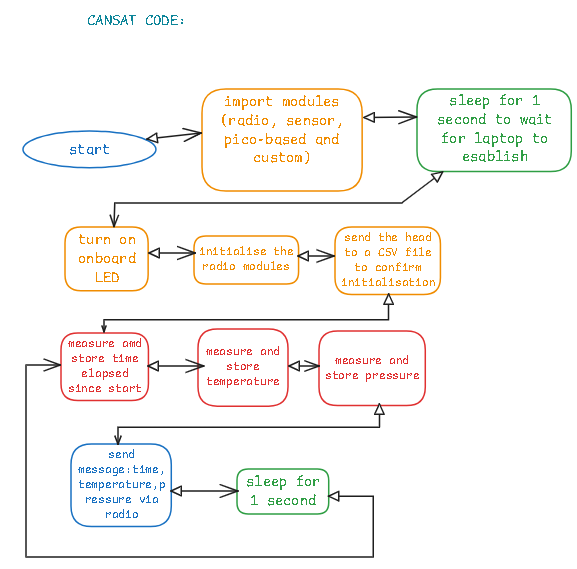 CANSAT CODE:
start
import modules
(radio, sensor,
pico-based and
custom)
sleep for 1
second to wait
for laptop to
esablish
turn on
onboard
LED
initialise the
radio modules
send the head
to a CSV file
to confirm
initialisation
measure amd
store time
elapsed
since start
measure and
store
temperature
measure and
store pressure
send
message:time,
temperature,p
ressure via
radio
sleep for
1 second